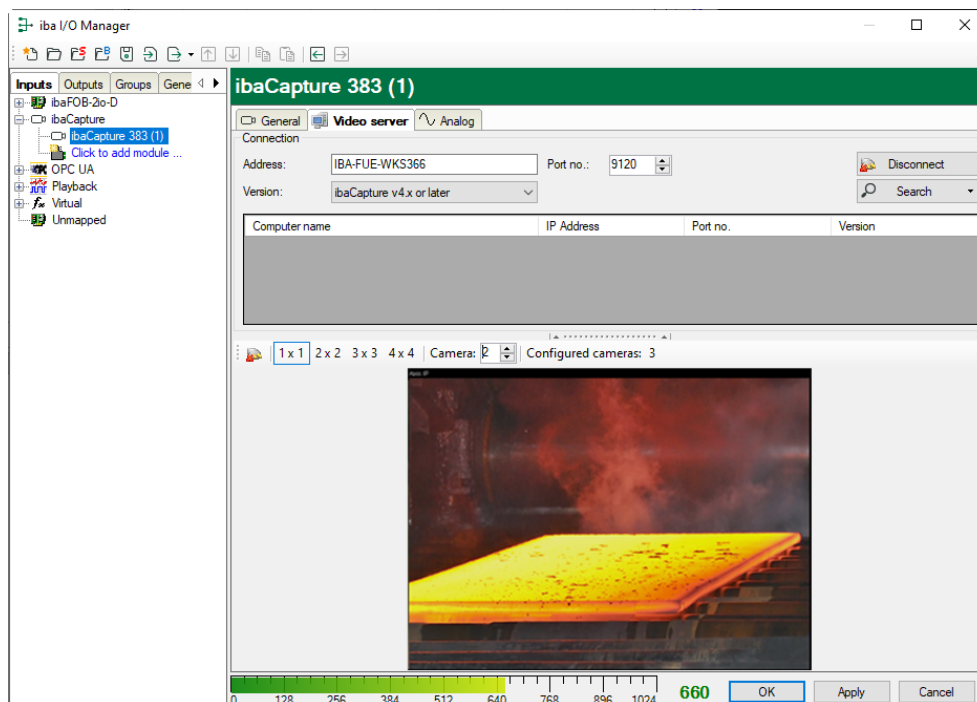 iba I/O Manager
Inputs Outputs Groups Gene
ibaCapture 383 (1)
ibaFOB-2io-D
ibaCapture
ibaCapture 383 (1)
Click to add module ...
OPC UA
Playback
Virtual
Unmapped
General Video server Analog
Connection
Address: IBA-FUE-WKS366 Port no.: 9120 Disconnect
Version: ibaCapture v4.x or later Search
Computer name IP Address Port no. Version
1 x 1 2 x 2 3 x 3 4 x 4 Camera: 2 Configured cameras: 3
0 128 256 384 512 640 768 896 1024 660 OK Apply Cancel